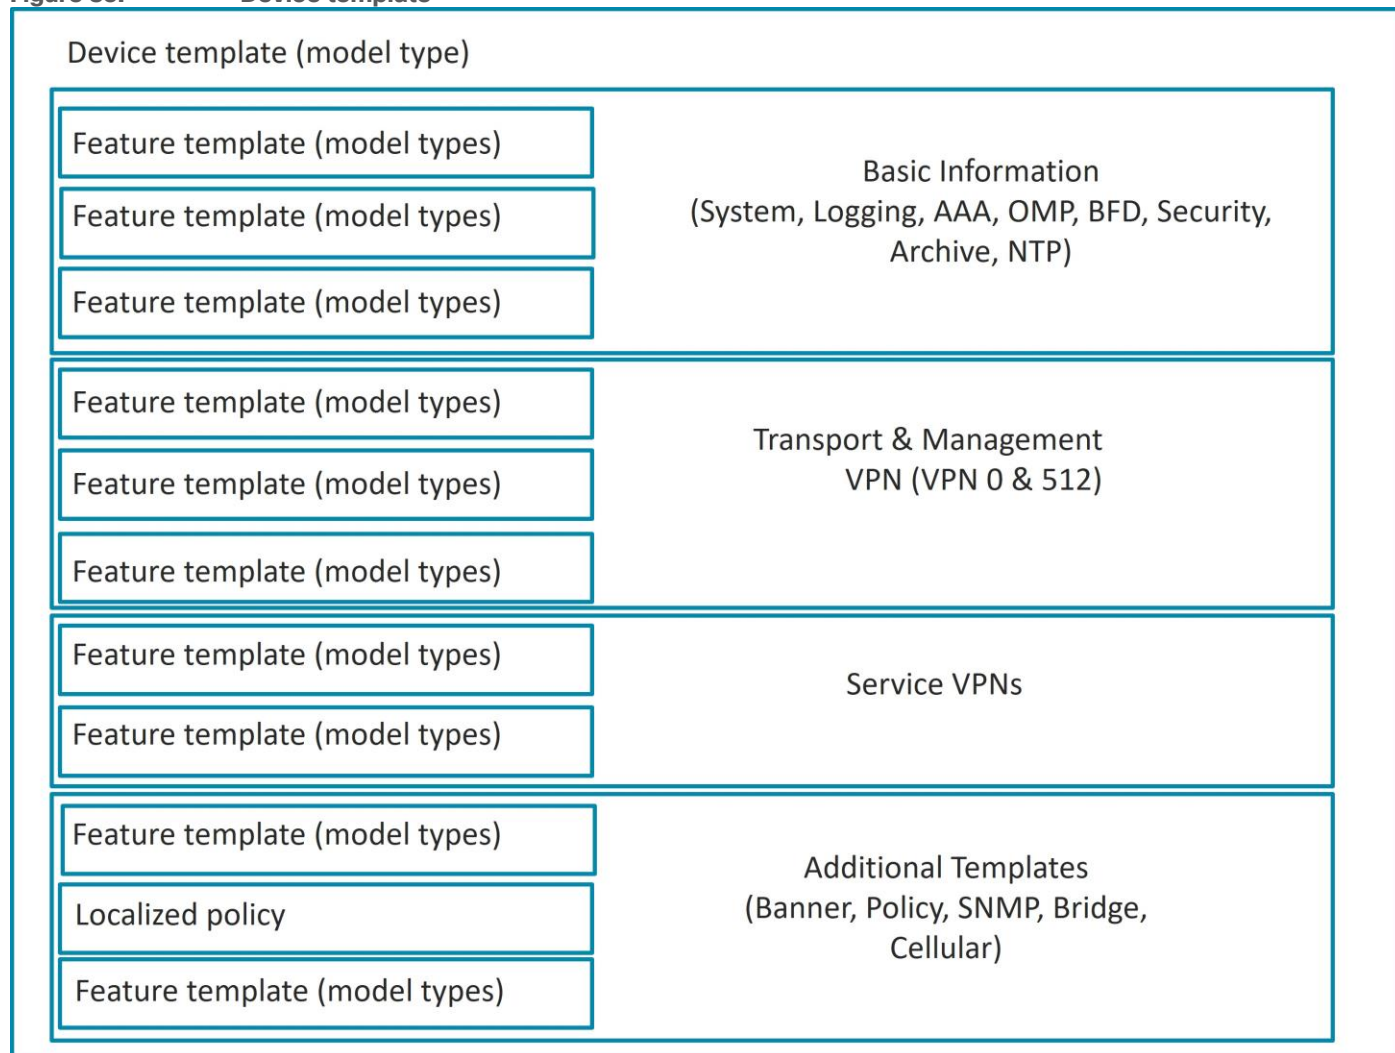 Device template
Device template (model type)
Feature template (model types)
Feature template (model types)
Feature template (model types)
Basic Information
(System, Logging, AAA, OMP, BFD, Security,
Archive, NTP)
Feature template (model types)
Feature template (model types)
Feature template (model types)
Transport & Management
VPN (VPN 0 & 512)
Feature template (model types)
Feature template (model types)
Service VPNs
Feature template (model types)
Localized policy
Feature template (model types)
Additional Templates
(Banner, Policy, SNMP, Bridge,
Cellular)